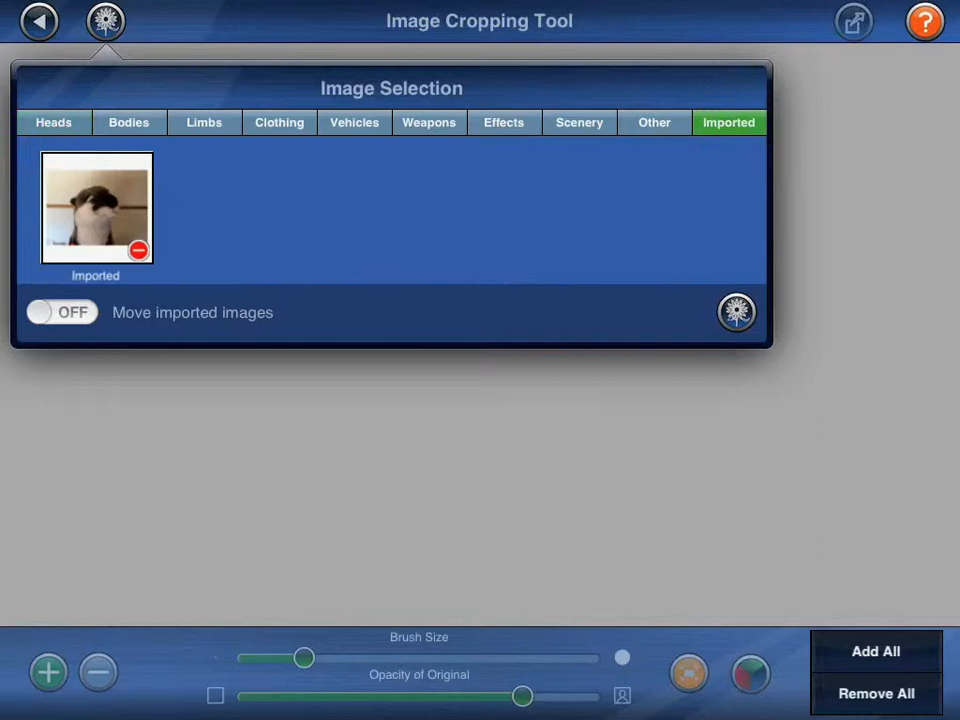 Image Cropping Tool
?
Image Selection
Heads
Bodies
Limbs
Clothing
Vehicles
Weapons
Effects
Scenery
Other
Imported
Imported
OFF
Move imported images
Brush Size
Opacity of Original
Add All
Remove All